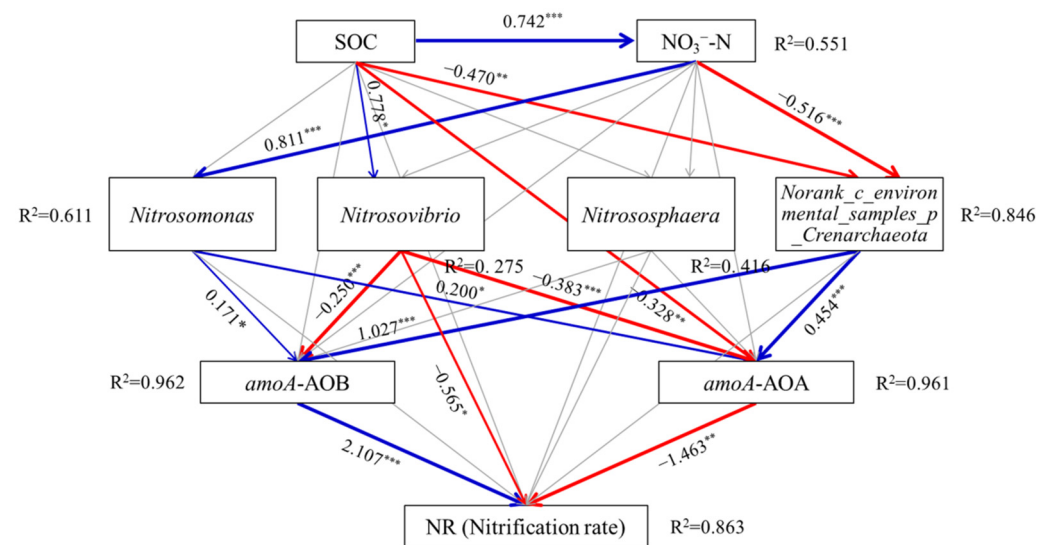 0.742***
SOC
NO₃⁻-N
R²=0.551
−0.470**
0.778*
−0.516***
0.811***
R²=0.611
Nitrosomonas
Nitrosovibrio
Nitrososphaera
Norank_c_environ
mental_samples_p
_Crenarchaeota
R²=0.846
R²=0. 275
R²=0. 416
−0.250***
0.200*
−0.383***
−0.328**
0.454***
0.171*
1.027***
R²=0.962
amoA-AOB
−0.565*
amoA-AOA
R²=0.961
2.107***
−1.463**
NR (Nitrification rate)
R²=0.863